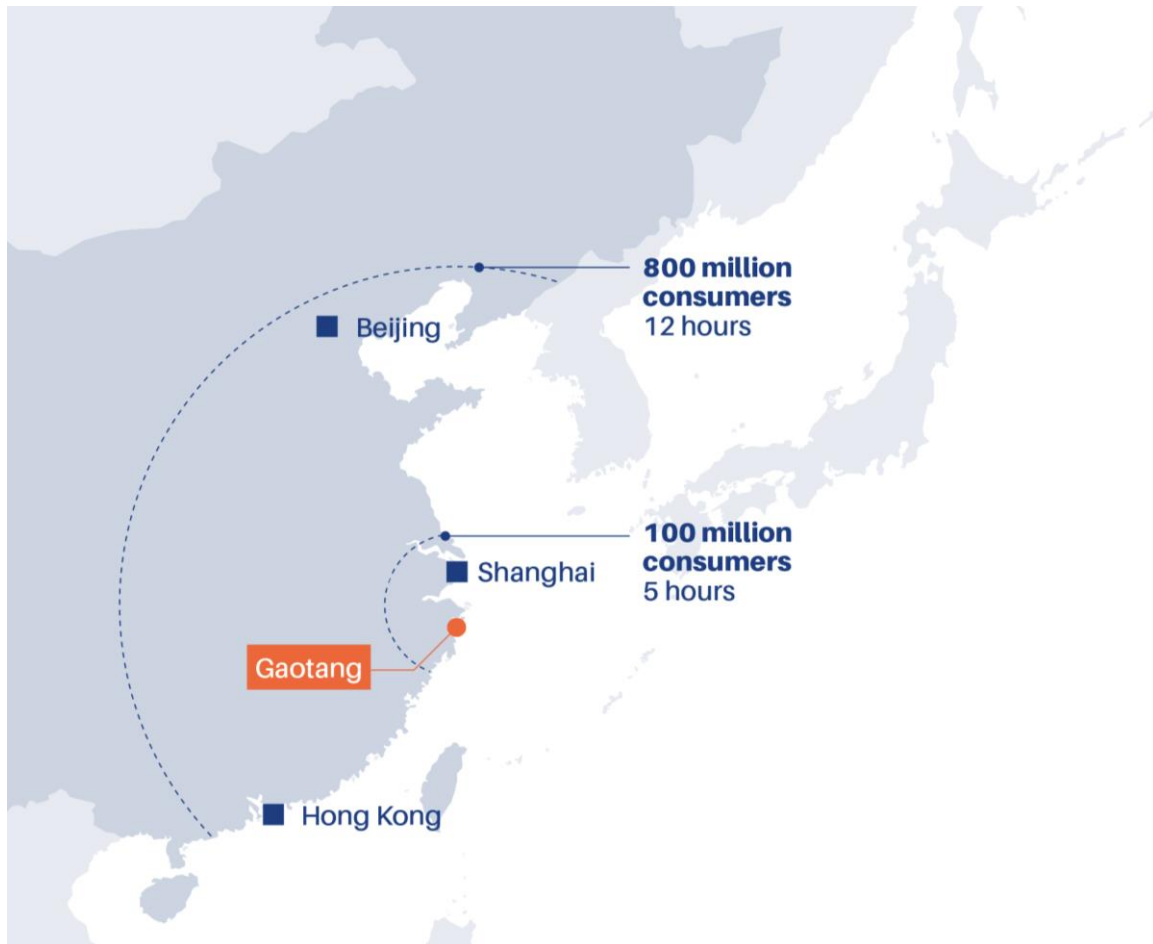 800 million
consumers
12 hours
Beijing
100 million
consumers
5 hours
Shanghai
Gaotang
Hong Kong